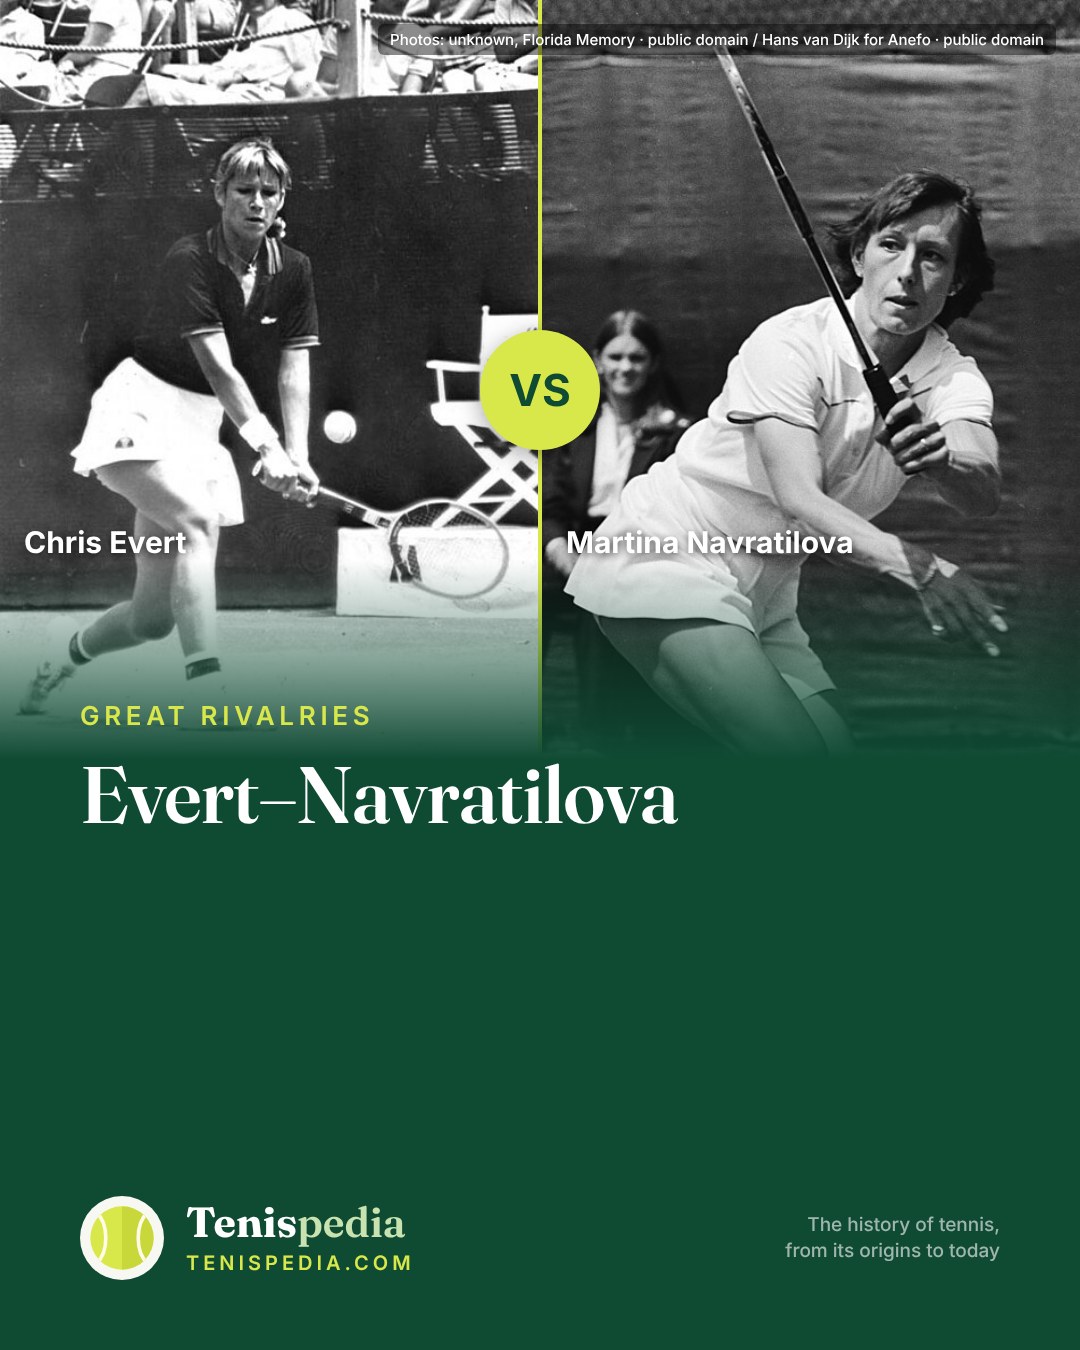 Photos: unknown, Florida Memory · public domain / Hans van Dijk for Anefo · public domain
VS
Chris Evert
Martina Navratilova
GREAT RIVALRIES
Evert–Navratilova
Tenispedia
TENISPEDIA.COM
The history of tennis,
from its origins to today